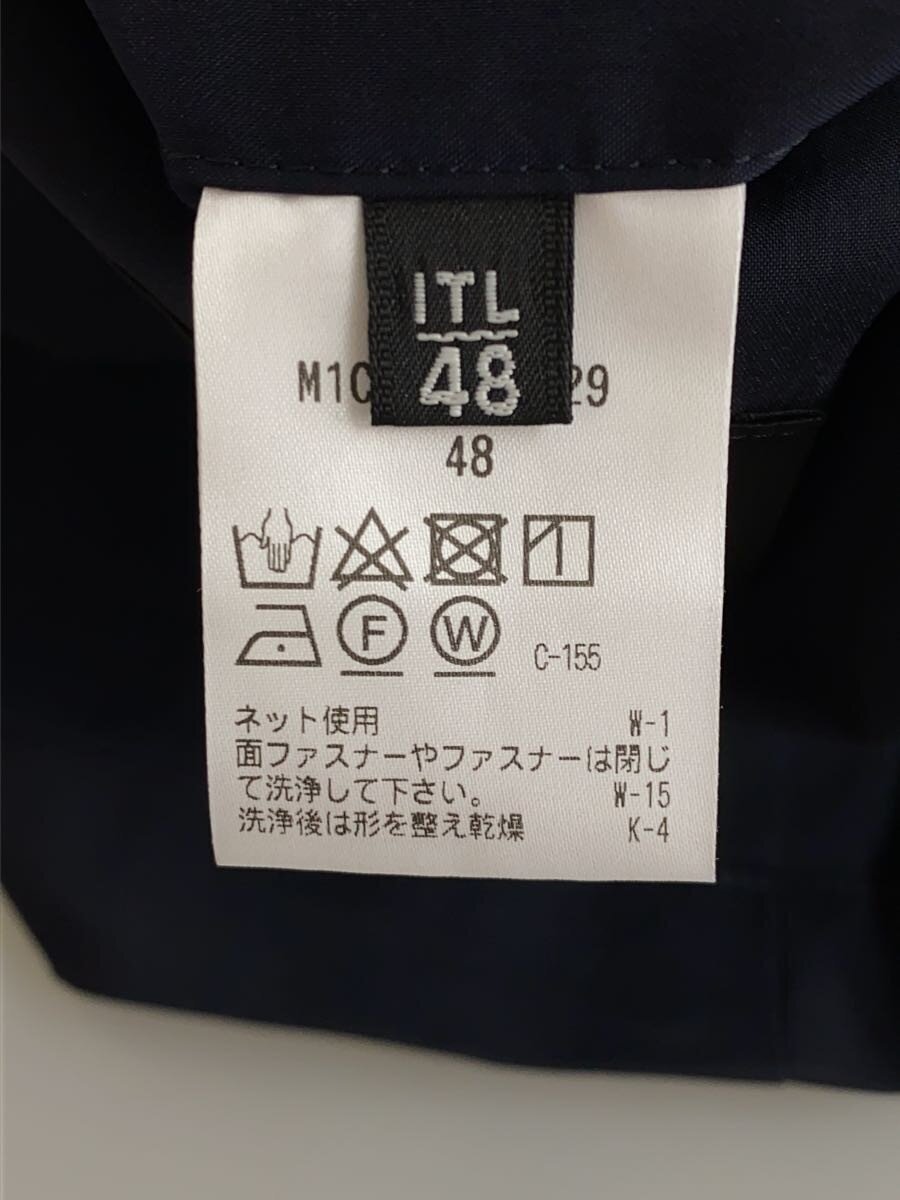 ITL
48
M1C 29
48
F W C-155
ネット使用 W-1
面ファスナーやファスナーは閉じ
て洗浄して下さい。 W-15
洗浄後は形を整え乾燥 K-4